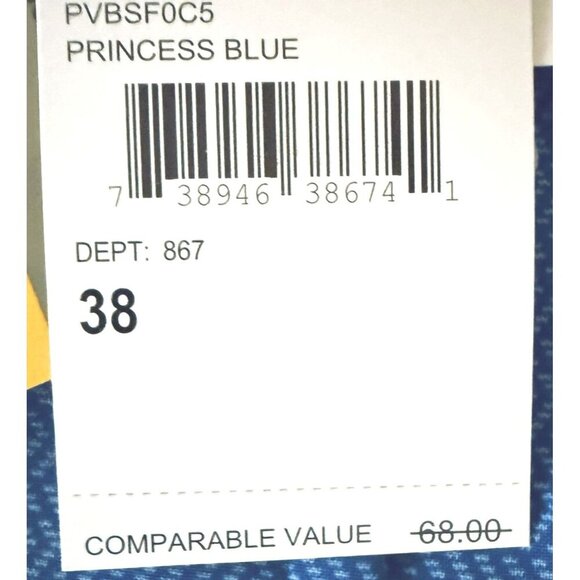 PVBSF0C5
PRINCESS BLUE
7 38946 38674 1
DEPT: 867
38
COMPARABLE VALUE 68.00